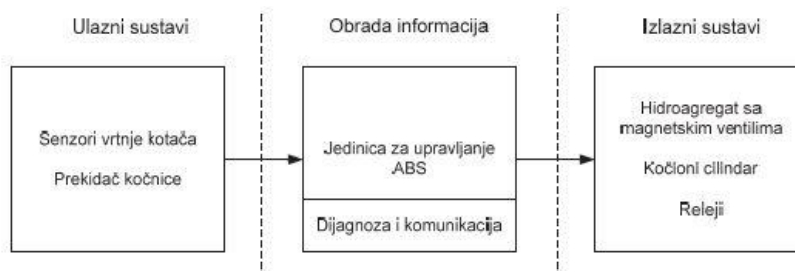 Ulazni sustavi
Obrada informacija
Izlazni sustavi
Senzori vrtnje kotača
Prekidač kočnice
Jedinica za upravljanje
ABS
Dijagnoza i komunikacija
Hidroagregat sa
magnetskim ventilima
Kočioni cilindar
Releji